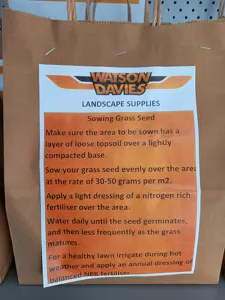 WATSON
DAVIES
LANDSCAPE SUPPLIES
Sowing Grass Seed
Make sure the area to be sown has a
layer of loose topsoil over a lightly
compacted base.
Sow your grass seed evenly over the area
at the rate of 30-50 grams per m2.
Apply a light dressing of a nitrogen rich
fertiliser over the area.
Water daily until the seed germinates,
and then less frequently as the grass
matures.
For a healthy lawn irrigate during hot
weather and apply an annual dressing of
balanced NPK fertiliser